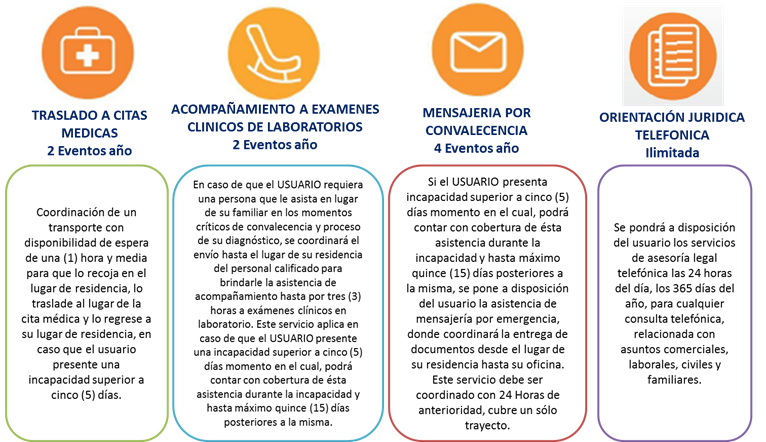 TRASLADO A CITAS
MEDICAS
2 Eventos año
Coordinación de un
transporte con
disponibilidad de espera
de una (1) hora y media
para que lo recoja en el
lugar de residencia, lo
traslade al lugar de la
cita médica y lo regrese a
su lugar de residencia, en
caso que el usuario
presente una
incapacidad superior a
cinco (5) días.
ACOMPAÑAMIENTO A EXAMENES
CLINICOS DE LABORATORIOS
2 Eventos año
En caso de que el USUARIO requiera
una persona que le asista en lugar
de su familiar en los momentos
críticos de convalecencia y proceso
de su diagnóstico, se coordinará el
envío hasta el lugar de su residencia
del personal calificado para
brindarle la asistencia de
acompañamiento hasta por tres (3)
horas a exámenes clínicos en
laboratorio. Este servicio aplica en
caso de que el USUARIO presente
una incapacidad superior a cinco (5)
días momento en el cual, podrá
contar con cobertura de ésta
asistencia durante la incapacidad y
hasta máximo quince (15) días
posteriores a la misma.
MENSAJERIA POR
CONVALECENCIA
4 Eventos año
Si el USUARIO presenta
incapacidad superior a cinco (5)
días momento en el cual, podrá
contar con cobertura de ésta
asistencia durante la
incapacidad y hasta máximo
quince (15) días posteriores a
la misma, se pone a disposición
del usuario la asistencia de
mensajería por emergencia,
donde coordinará la entrega de
documentos desde el lugar de
su residencia hasta su oficina.
Este servicio debe ser
coordinado con 24 Horas de
anterioridad, cubre un sólo
trayecto.
ORIENTACIÓN JURIDICA
TELEFONICA
Ilimitada
Se pondrá a disposición
del usuario los servicios
de asesoría legal
telefónica las 24 horas
del día, los 365 días del
año, para cualquier
consulta telefónica,
relacionada con
asuntos comerciales,
laborales, civiles y
familiares.